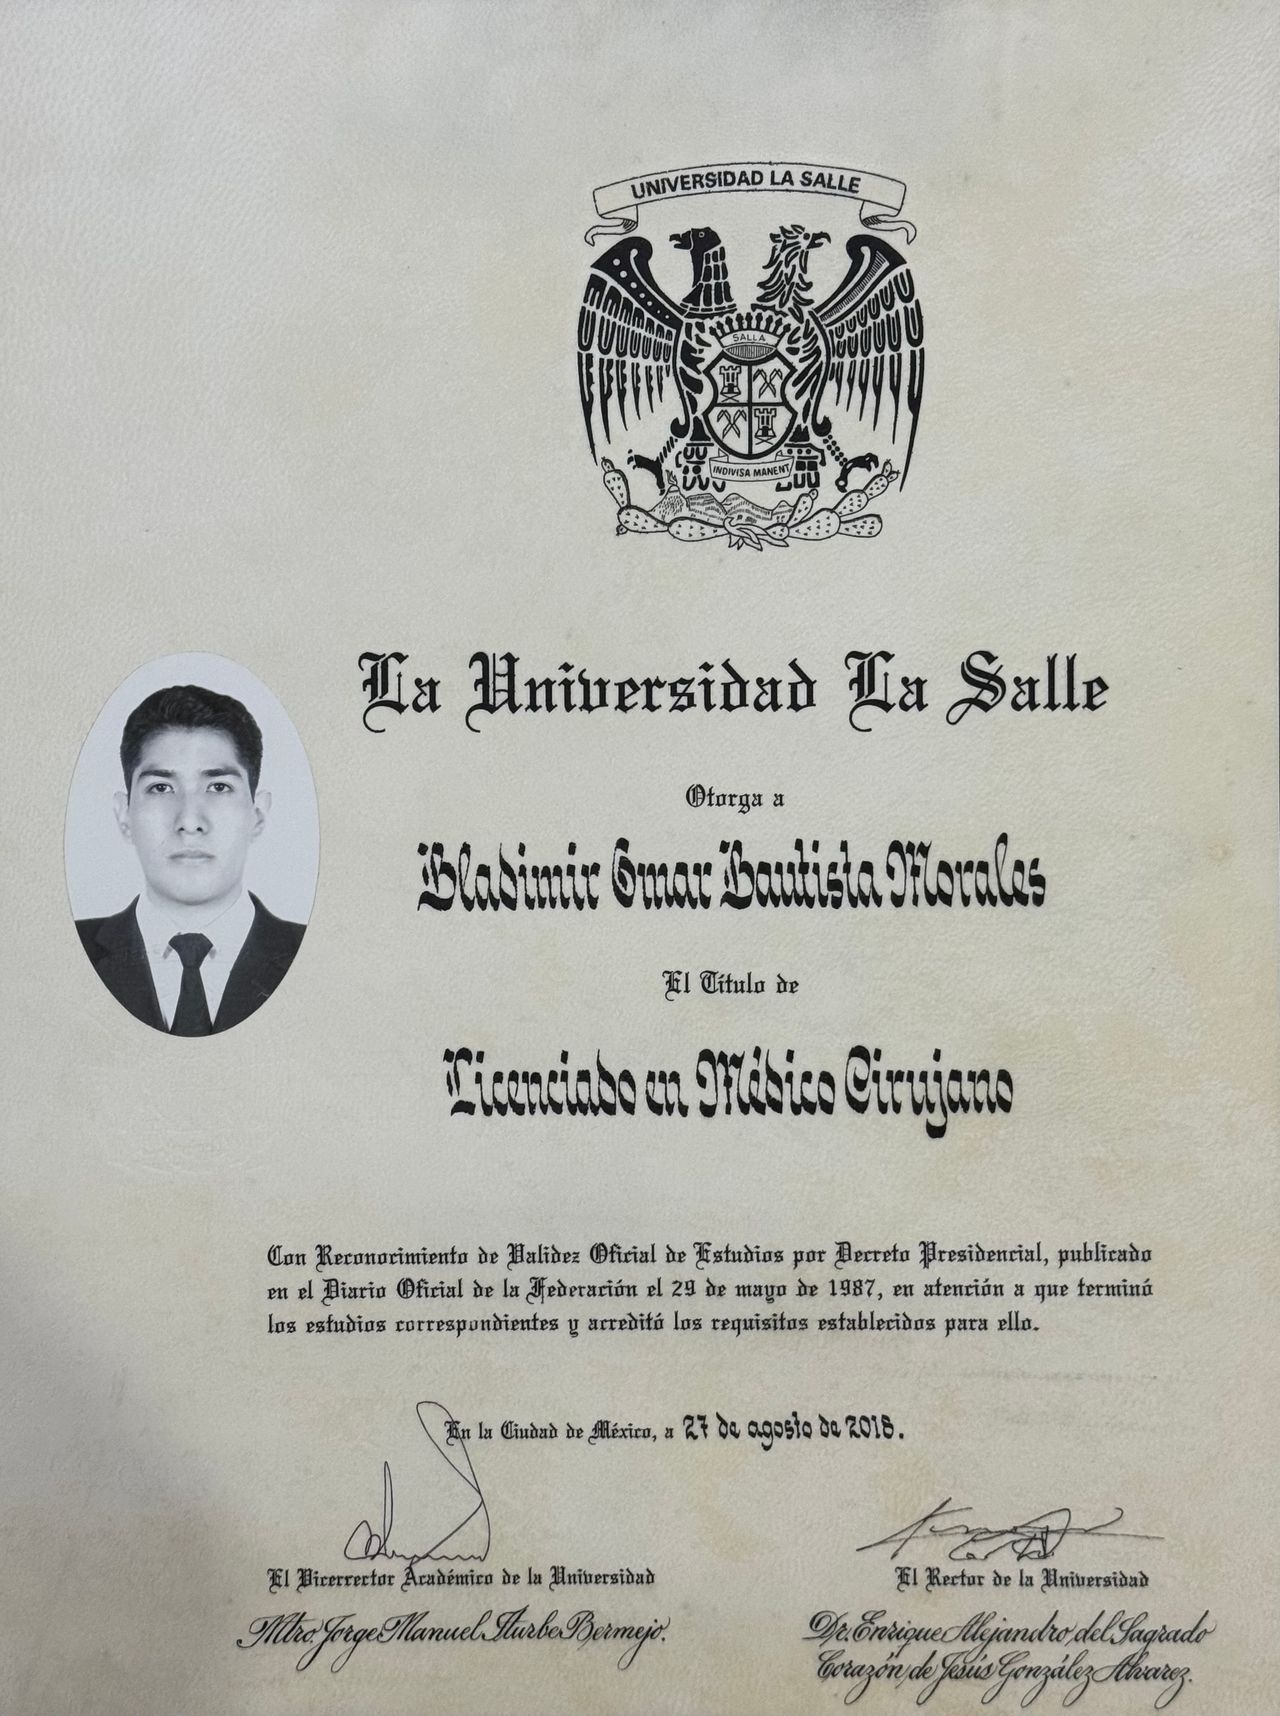 UNIVERSIDAD LA SALLE
SALLA
INDIVISA MANENT
La Universidad La Salle
Otorga a
Bladimir Omar Bautista Morales
El Título de
Licenciado en Médico Cirujano
Con Reconocimiento de Validez Oficial de Estudios por Decreto Presidencial, publicado
en el Diario Oficial de la Federación el 29 de mayo de 1987, en atención a que terminó
los estudios correspondientes y acreditó los requisitos establecidos para ello.
En la Ciudad de México, a 27 de agosto de 2018.
El Vicerrector Académico de la Universidad
Mtro. Jorge Manuel Iturbe Bermejo.
El Rector de la Universidad
Dr. Enrique Alejandro del Sagrado
Corazón de Jesús González Alvarez.